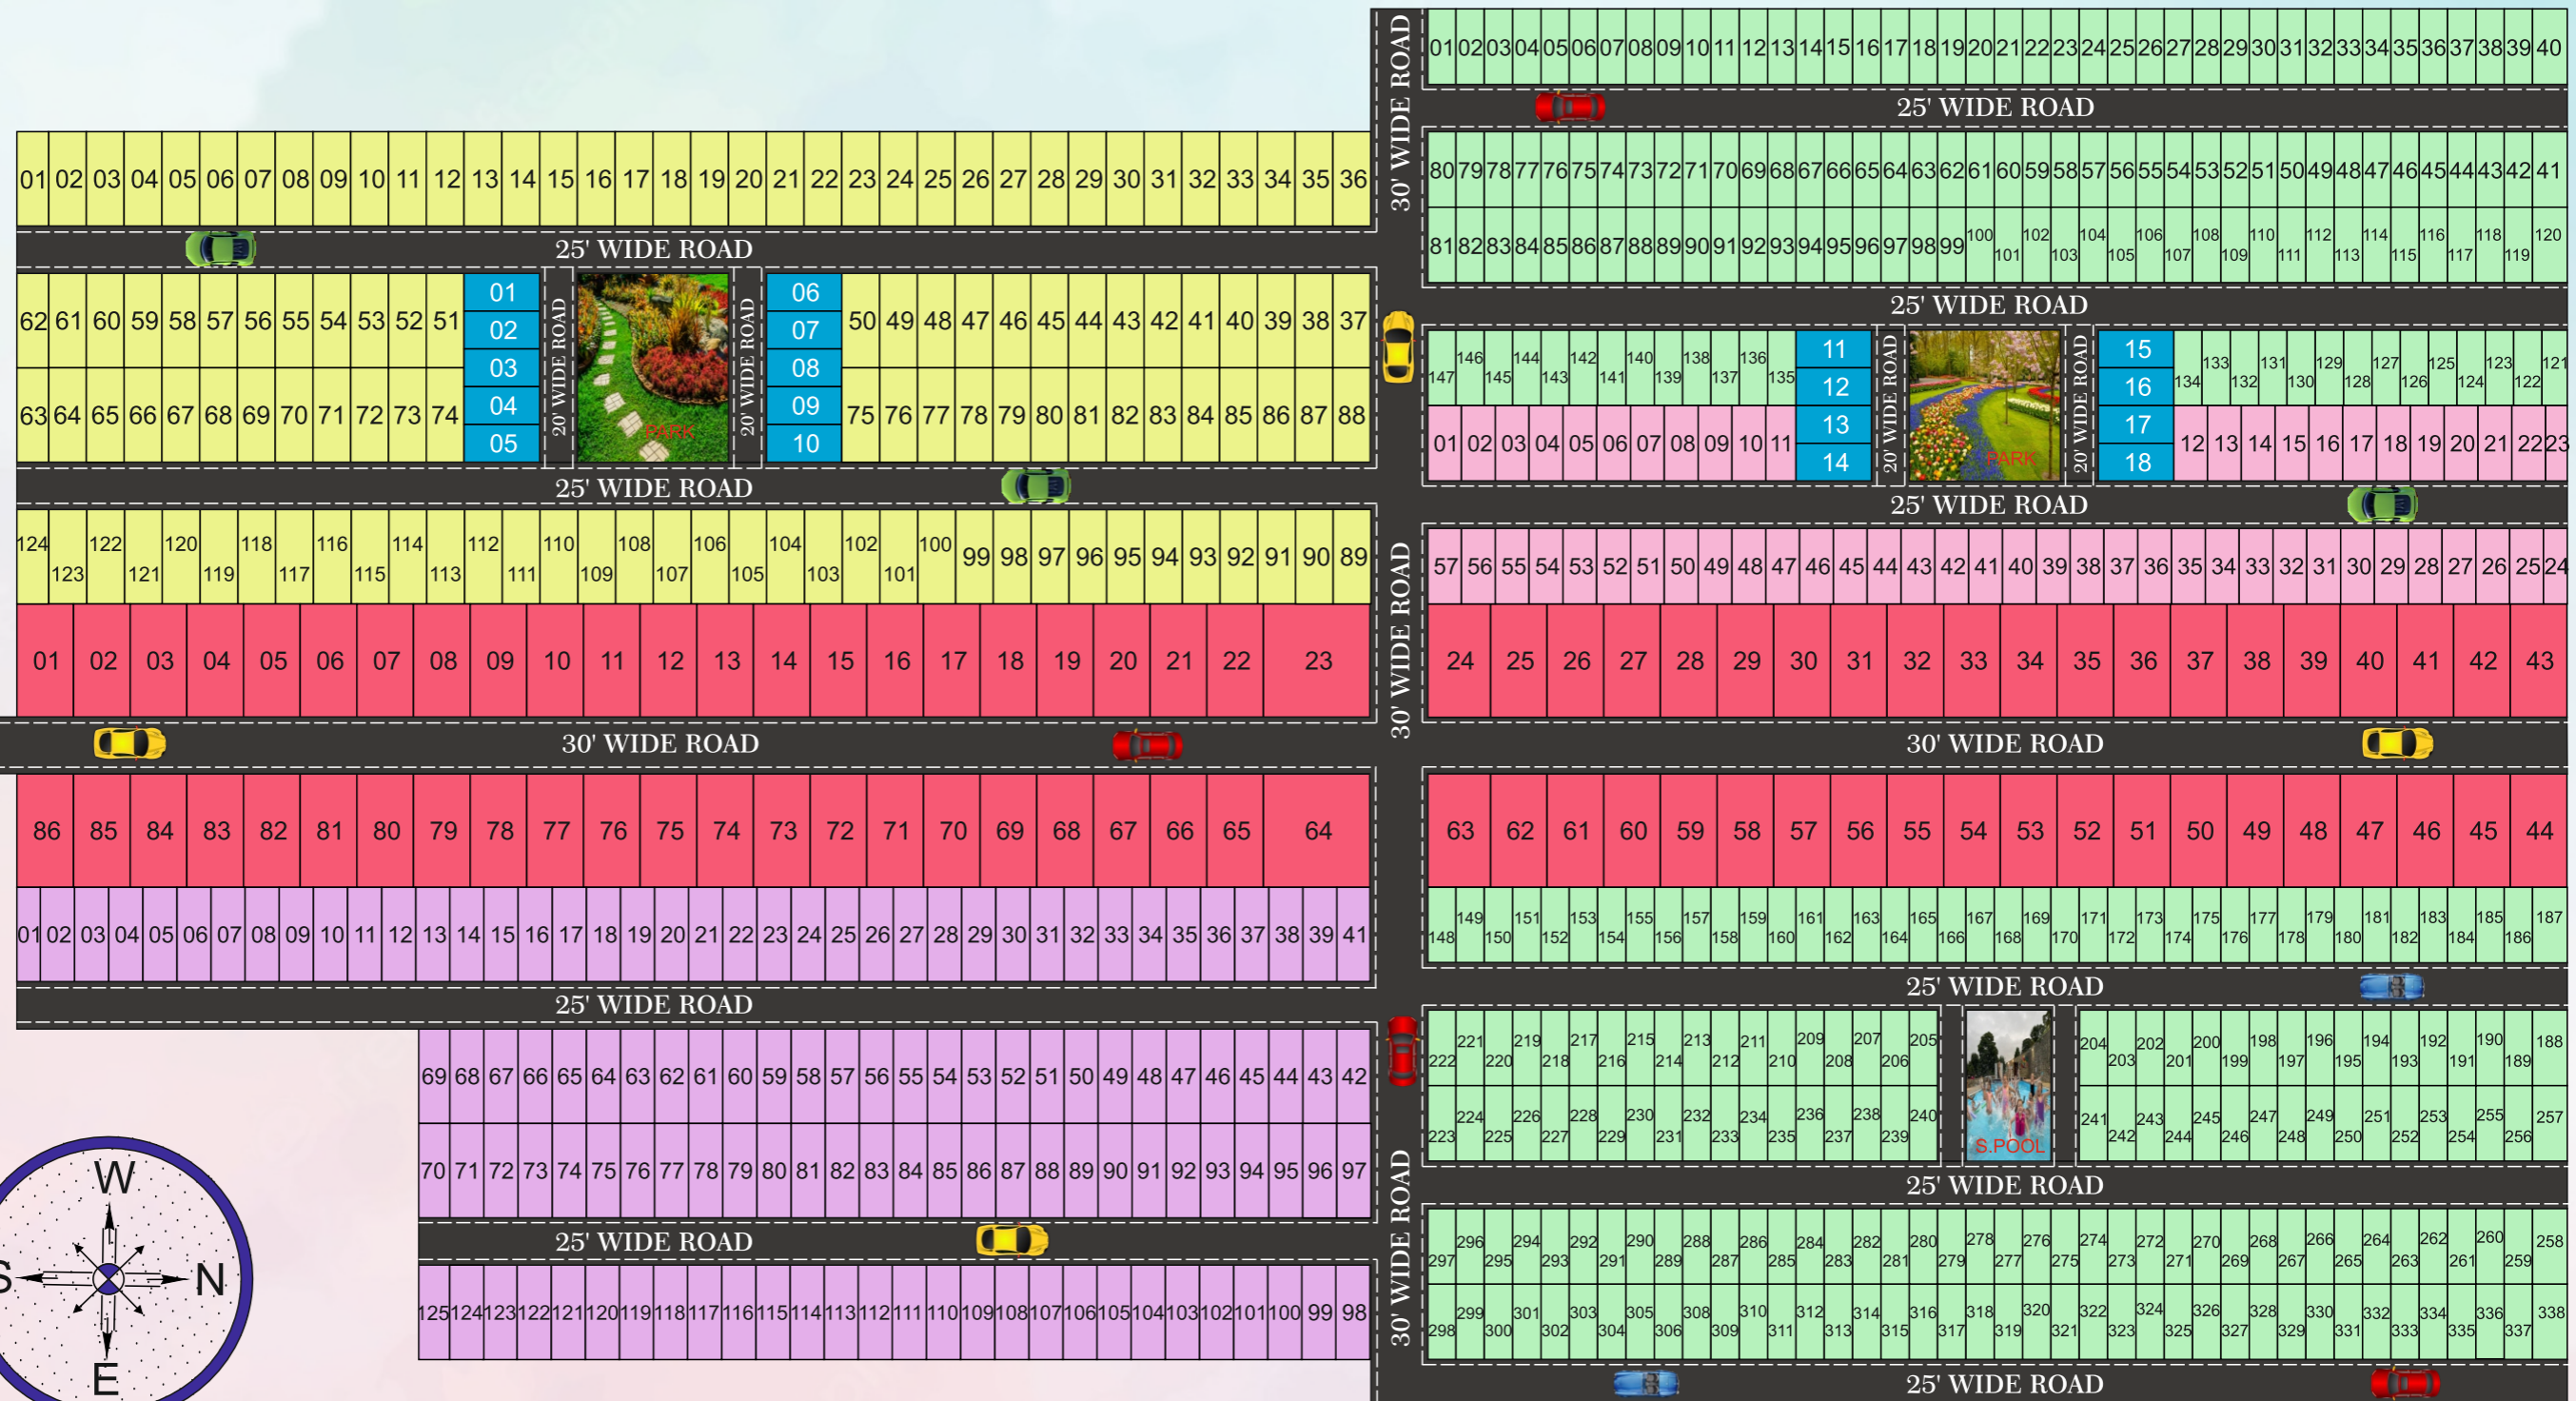 01 02 03 04 05 06 07 08 09 10 11 12 13 14 15 16 17 18 19 20 21 22 23 24 25 26 27 28 29 30 31 32 33 34 35 36 37 38 39 40
25' WIDE ROAD
30' WIDE ROAD
80 79 78 77 76 75 74 73 72 71 70 69 68 67 66 65 64 63 62 61 60 59 58 57 56 55 54 53 52 51 50 49 48 47 46 45 44 43 42 41
81 82 83 84 85 86 87 88 89 90 91 92 93 94 95 96 97 98 99 100 101 102 103 104 105 106 107 108 109 110 111 112 113 114 115 116 117 118 119 120
25' WIDE ROAD
147 146 145 144 143 142 141 140 139 138 137 136 135
11
12
13
14
20' WIDE ROAD
PARK
20' WIDE ROAD
15
16
17
18
134 133 132 131 130 129 128 127 126 125 124 123 122 121
01 02 03 04 05 06 07 08 09 10 11
12 13 14 15 16 17 18 19 20 21 22 23
25' WIDE ROAD
57 56 55 54 53 52 51 50 49 48 47 46 45 44 43 42 41 40 39 38 37 36 35 34 33 32 31 30 29 28 27 26 25 24
24 25 26 27 28 29 30 31 32 33 34 35 36 37 38 39 40 41 42 43
30' WIDE ROAD
01 02 03 04 05 06 07 08 09 10 11 12 13 14 15 16 17 18 19 20 21 22 23 24 25 26 27 28 29 30 31 32 33 34 35 36
25' WIDE ROAD
62 61 60 59 58 57 56 55 54 53 52 51
01
02
03
04
05
20' WIDE ROAD
PARK
20' WIDE ROAD
06
07
08
09
10
50 49 48 47 46 45 44 43 42 41 40 39 38 37
63 64 65 66 67 68 69 70 71 72 73 74
75 76 77 78 79 80 81 82 83 84 85 86 87 88
25' WIDE ROAD
124 123 122 121 120 119 118 117 116 115 114 113 112 111 110 109 108 107 106 105 104 103 102 101 100 99 98 97 96 95 94 93 92 91 90 89
01 02 03 04 05 06 07 08 09 10 11 12 13 14 15 16 17 18 19 20 21 22 23
30' WIDE ROAD
30' WIDE ROAD
86 85 84 83 82 81 80 79 78 77 76 75 74 73 72 71 70 69 68 67 66 65 64
01 02 03 04 05 06 07 08 09 10 11 12 13 14 15 16 17 18 19 20 21 22 23 24 25 26 27 28 29 30 31 32 33 34 35 36 37 38 39 41
25' WIDE ROAD
69 68 67 66 65 64 63 62 61 60 59 58 57 56 55 54 53 52 51 50 49 48 47 46 45 44 43 42
70 71 72 73 74 75 76 77 78 79 80 81 82 83 84 85 86 87 88 89 90 91 92 93 94 95 96 97
25' WIDE ROAD
125 124 123 122 121 120 119 118 117 116 115 114 113 112 111 110 109 108 107 106 105 104 103 102 101 100 99 98
W
S
N
E
30' WIDE ROAD
63 62 61 60 59 58 57 56 55 54 53 52 51 50 49 48 47 46 45 44
148 149 150 151 152 153 154 155 156 157 158 159 160 161 162 163 164 165 166 167 168 169 170 171 172 173 174 175 176 177 178 179 180 181 182 183 184 185 186 187
25' WIDE ROAD
222 221 220 219 218 217 216 215 214 213 212 211 210 209 208 207 206 205
204 203 202 201 200 199 198 197 196 195 194 193 192 191 190 189 188
223 224 225 226 227 228 229 230 231 232 233 234 235 236 237 238 239 240
S.POOL
241 242 243 244 245 246 247 248 249 250 251 252 253 254 255 256 257
25' WIDE ROAD
297 296 295 294 293 292 291 290 289 288 287 286 285 284 283 282 281 280 279 278 277 276 275 274 273 272 271 270 269 268 267 266 265 264 263 262 261 260 259 258
298 299 300 301 302 303 304 305 306 308 309 310 311 312 313 314 315 316 317 318 319 320 321 322 323 324 325 326 327 328 329 330 331 332 333 334 335 336 337 338
25' WIDE ROAD